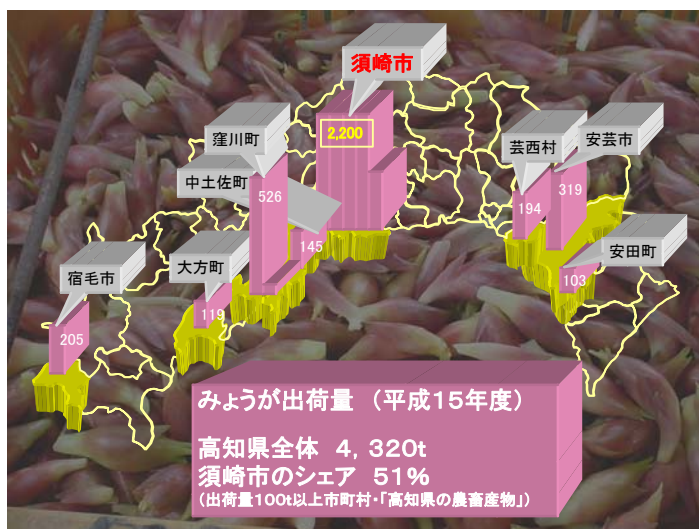 須崎市
2,200
窪川町
526
中土佐町
145
芸西村
194
安芸市
319
安田町
103
大方町
119
宿毛市
205
みょうが出荷量 （平成15年度）
高知県全体 4，320t
須崎市のシェア 51%
（出荷量100t以上市町村・「高知県の農畜産物」）